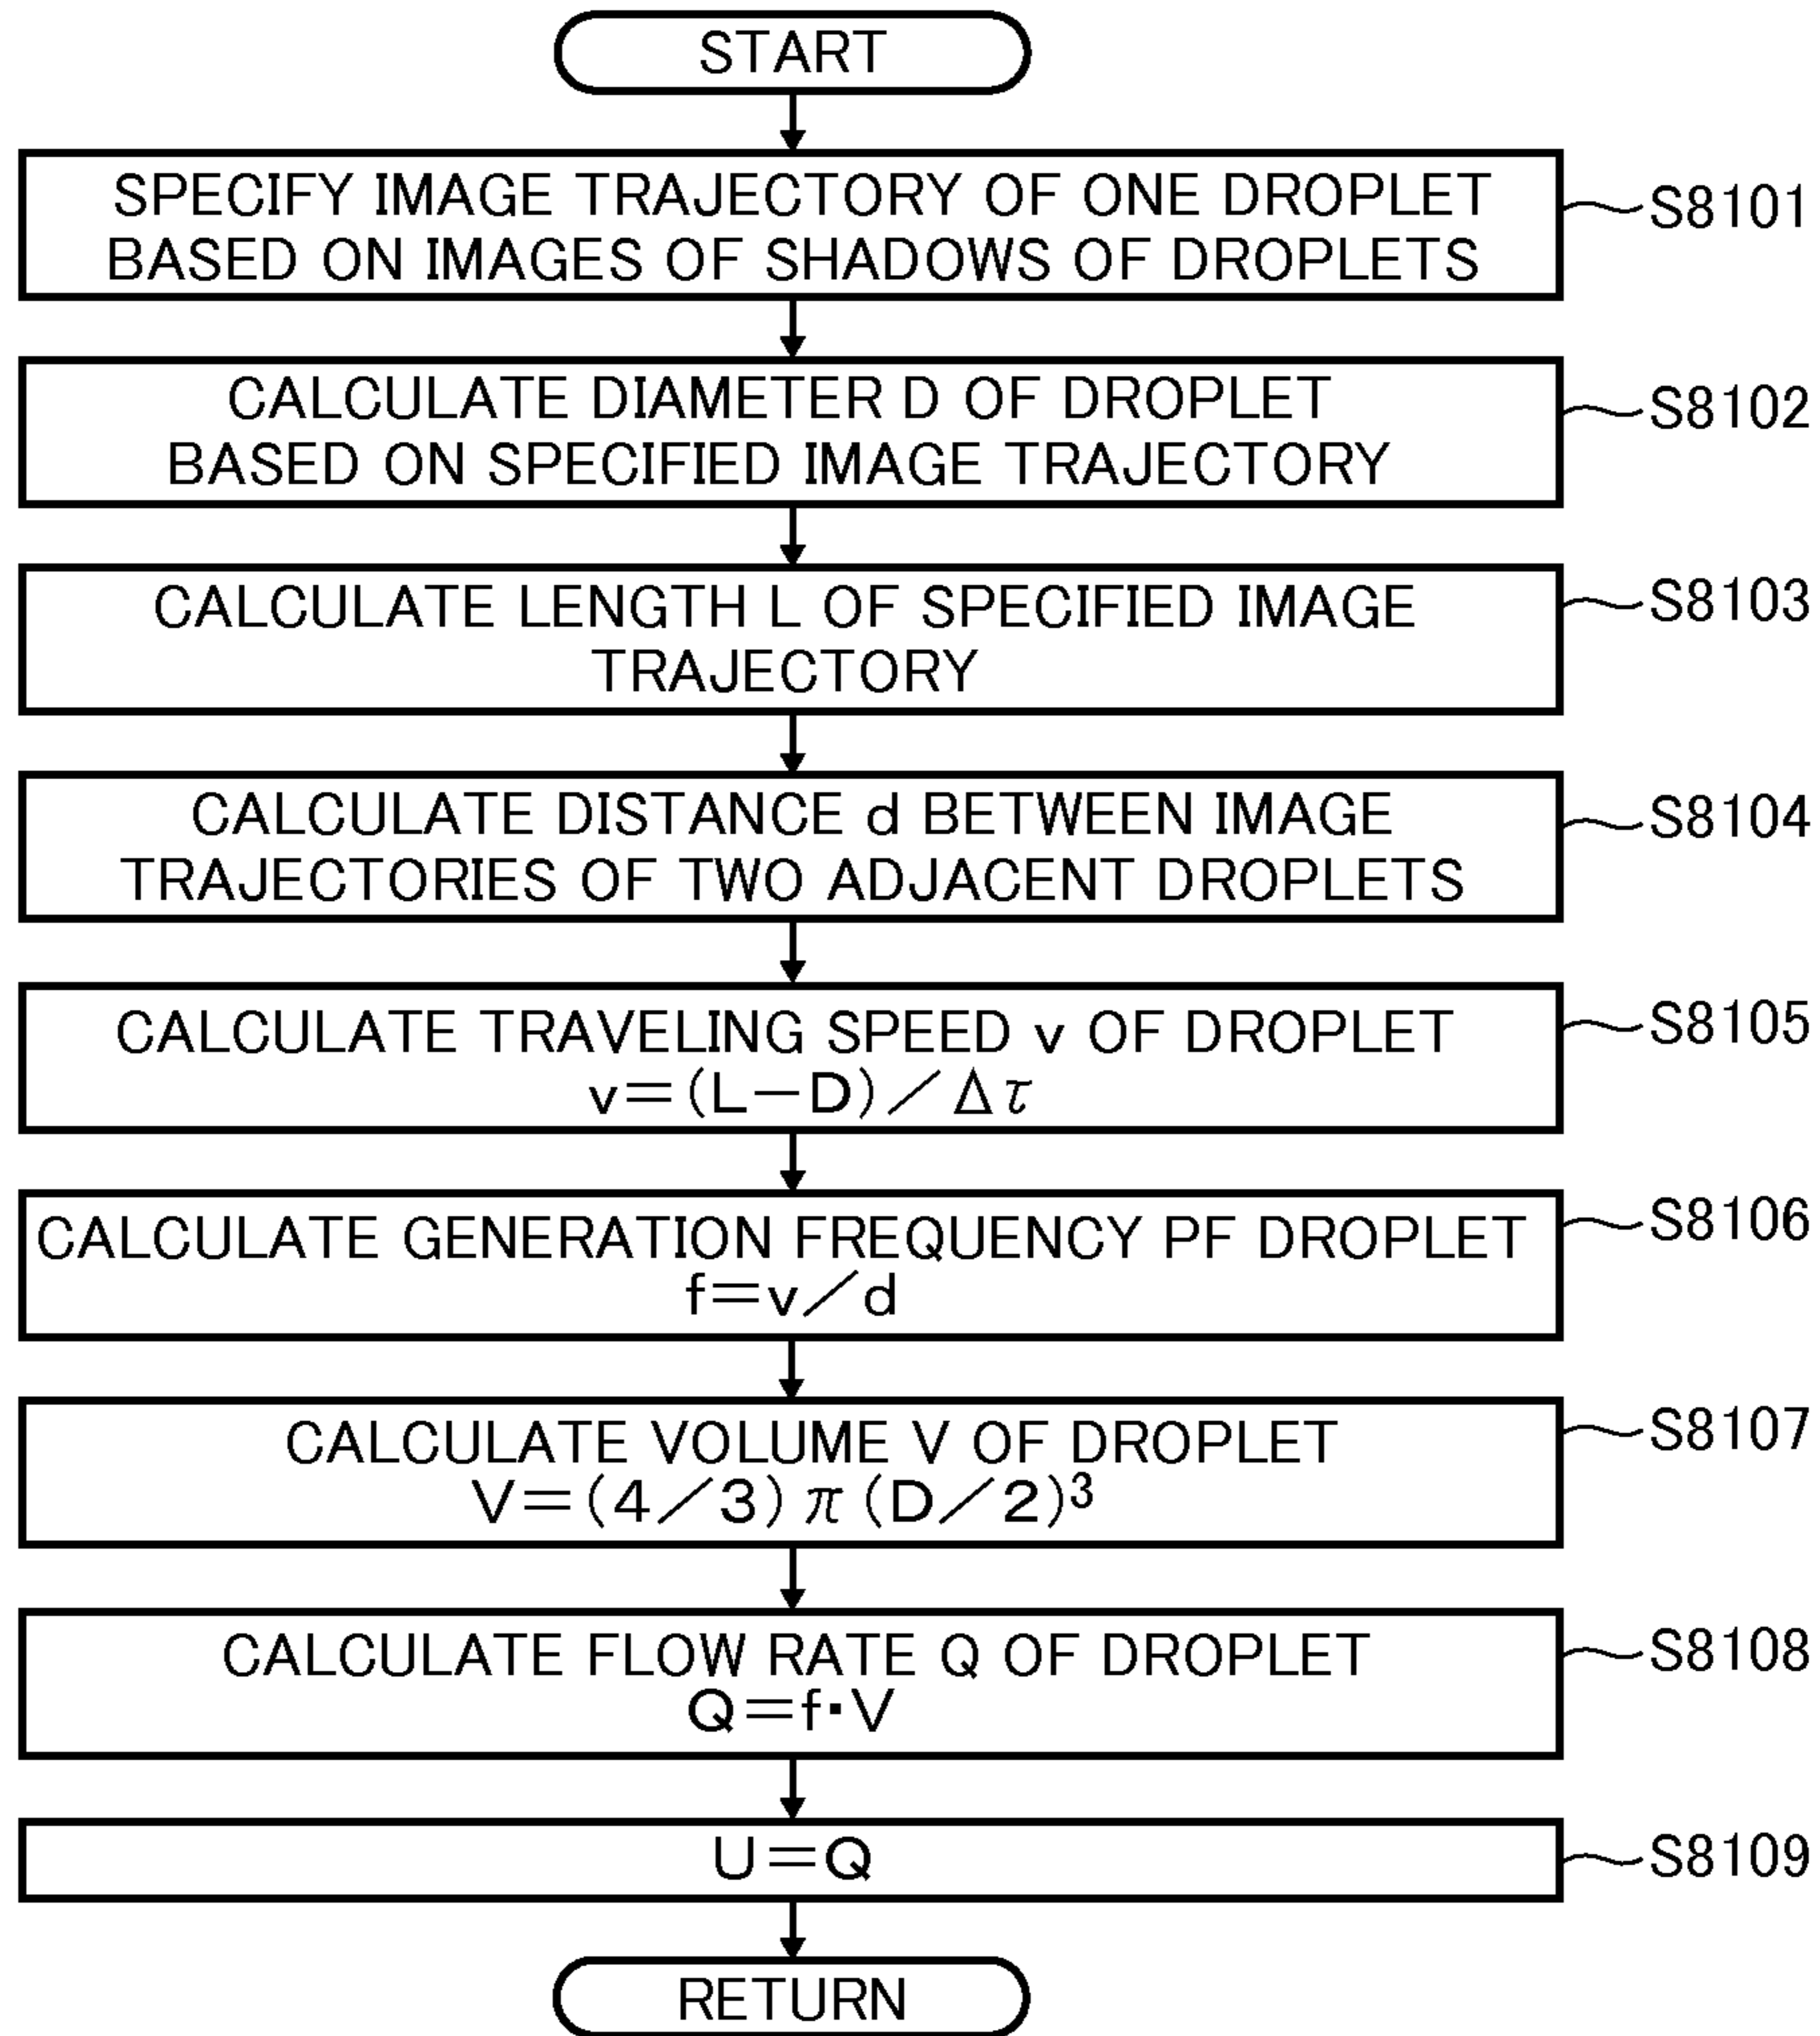 START
SPECIFY IMAGE TRAJECTORY OF ONE DROPLET
BASED ON IMAGES OF SHADOWS OF DROPLETS
S8101
CALCULATE DIAMETER D OF DROPLET
BASED ON SPECIFIED IMAGE TRAJECTORY
S8102
CALCULATE LENGTH L OF SPECIFIED IMAGE
TRAJECTORY
S8103
CALCULATE DISTANCE d BETWEEN IMAGE
TRAJECTORIES OF TWO ADJACENT DROPLETS
S8104
CALCULATE TRAVELING SPEED v OF DROPLET
v=(L-D)/Δτ
S8105
CALCULATE GENERATION FREQUENCY PF DROPLET
f=v/d
S8106
CALCULATE VOLUME V OF DROPLET
V=(4/3)π(D/2)³
S8107
CALCULATE FLOW RATE Q OF DROPLET
Q=f·V
S8108
U=Q
S8109
RETURN